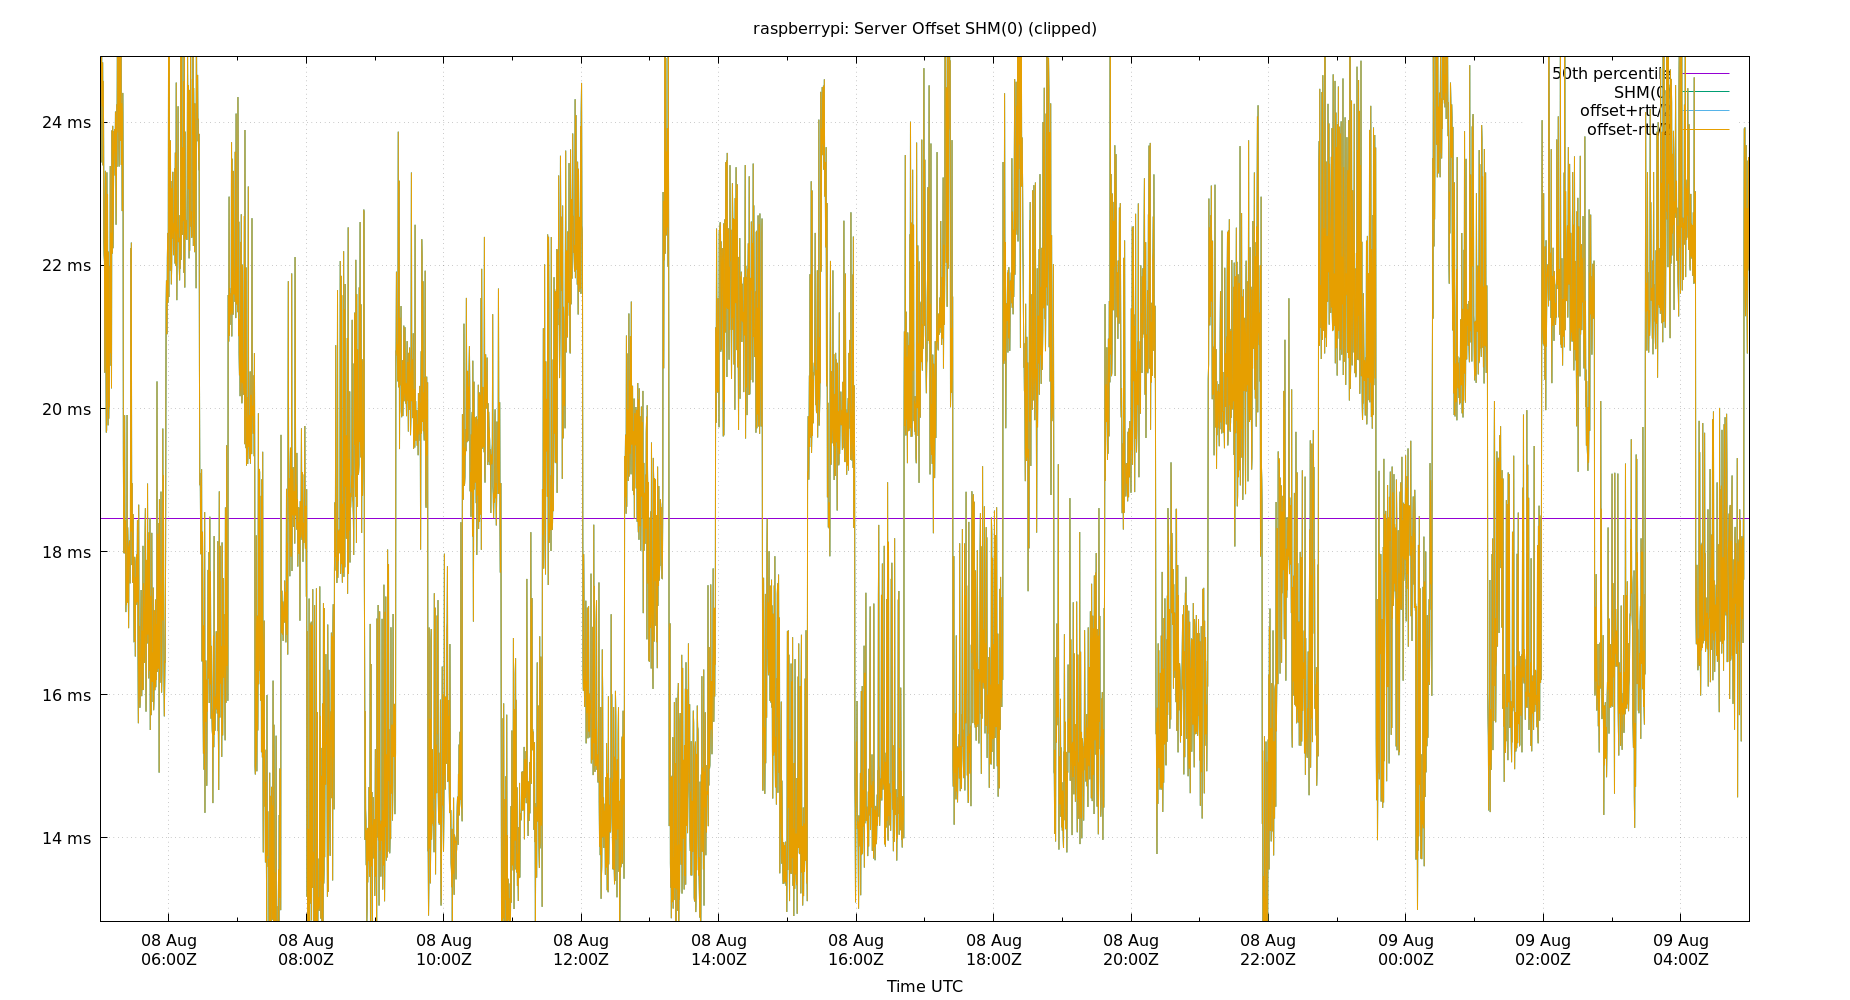 raspberrypi: Server Offset SHM(0) (clipped)
50th percentile
SHM(0
offset+rtt/
offset-rtt/
24 ms
22 ms
20 ms
18 ms
16 ms
14 ms
08 Aug 08 Aug 08 Aug 08 Aug 08 Aug 08 Aug 08 Aug 08 Aug 08 Aug 09 Aug 09 Aug 09 Aug
06:00Z 08:00Z 10:00Z 12:00Z 14:00Z 16:00Z 18:00Z 20:00Z 22:00Z 00:00Z 02:00Z 04:00Z
Time UTC